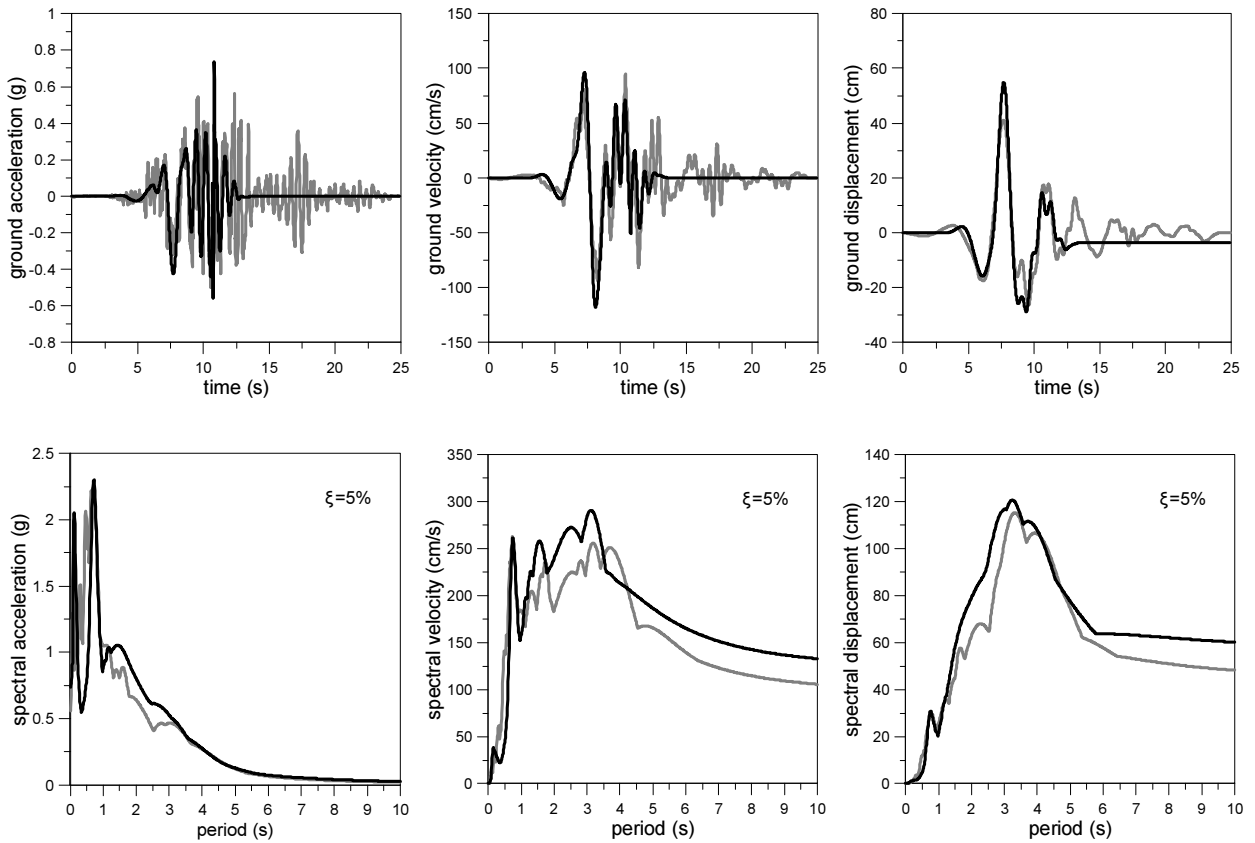 ground acceleration (g)
1
0.8
0.6
0.4
0.2
0
-0.2
-0.4
-0.6
-0.8
0 5 10 15 20 25
time (s)
ground velocity (cm/s)
150
100
50
0
-50
-100
-150
0 5 10 15 20 25
time (s)
ground displacement (cm)
80
60
40
20
0
-20
-40
0 5 10 15 20 25
time (s)
spectral acceleration (g)
2.5
2
1.5
1
0.5
0
ξ=5%
0 1 2 3 4 5 6 7 8 9 10
period (s)
spectral velocity (cm/s)
350
300
250
200
150
100
50
0
ξ=5%
0 1 2 3 4 5 6 7 8 9 10
period (s)
spectral displacement (cm)
140
120
100
80
60
40
20
0
ξ=5%
0 1 2 3 4 5 6 7 8 9 10
period (s)